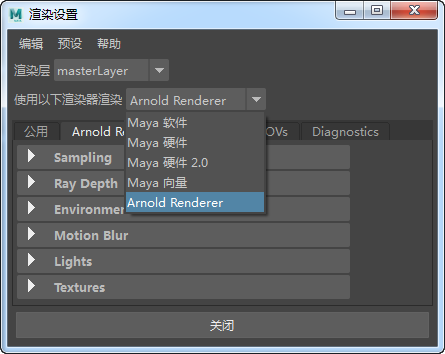 渲染设置
编辑 预设 帮助
渲染层 masterLayer
使用以下渲染器渲染 Arnold Renderer
公用 Arnold Re OVs Diagnostics
Maya 软件
Maya 硬件
Maya 硬件 2.0
Maya 向量
Arnold Renderer
Sampling
Ray Depth
Environmen
Motion Blur
Lights
Textures
关闭